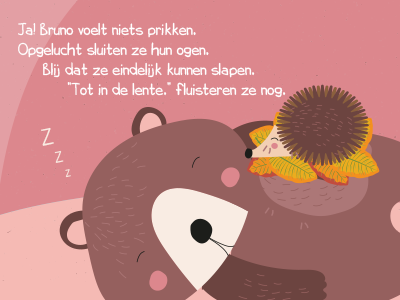 Ja! Bruno voelt niets prikken.
Opgelucht sluiten ze hun ogen.
Blij dat ze eindelijk kunnen slapen.
"Tot in de lente." fluisteren ze nog.
Z
Z
Z